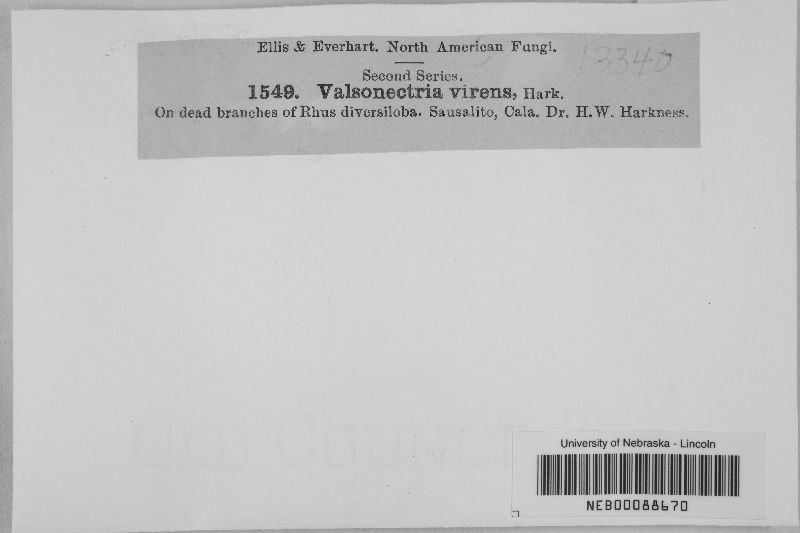 Ellis & Everhart. North American Fungi.
13340
Second Series.
1549. Valsonectria virens, Hark.
On dead branches of Rhus diversiloba. Sausalito, Cala. Dr. H.W. Harkness.
University of Nebraska - Lincoln
NEB00088670